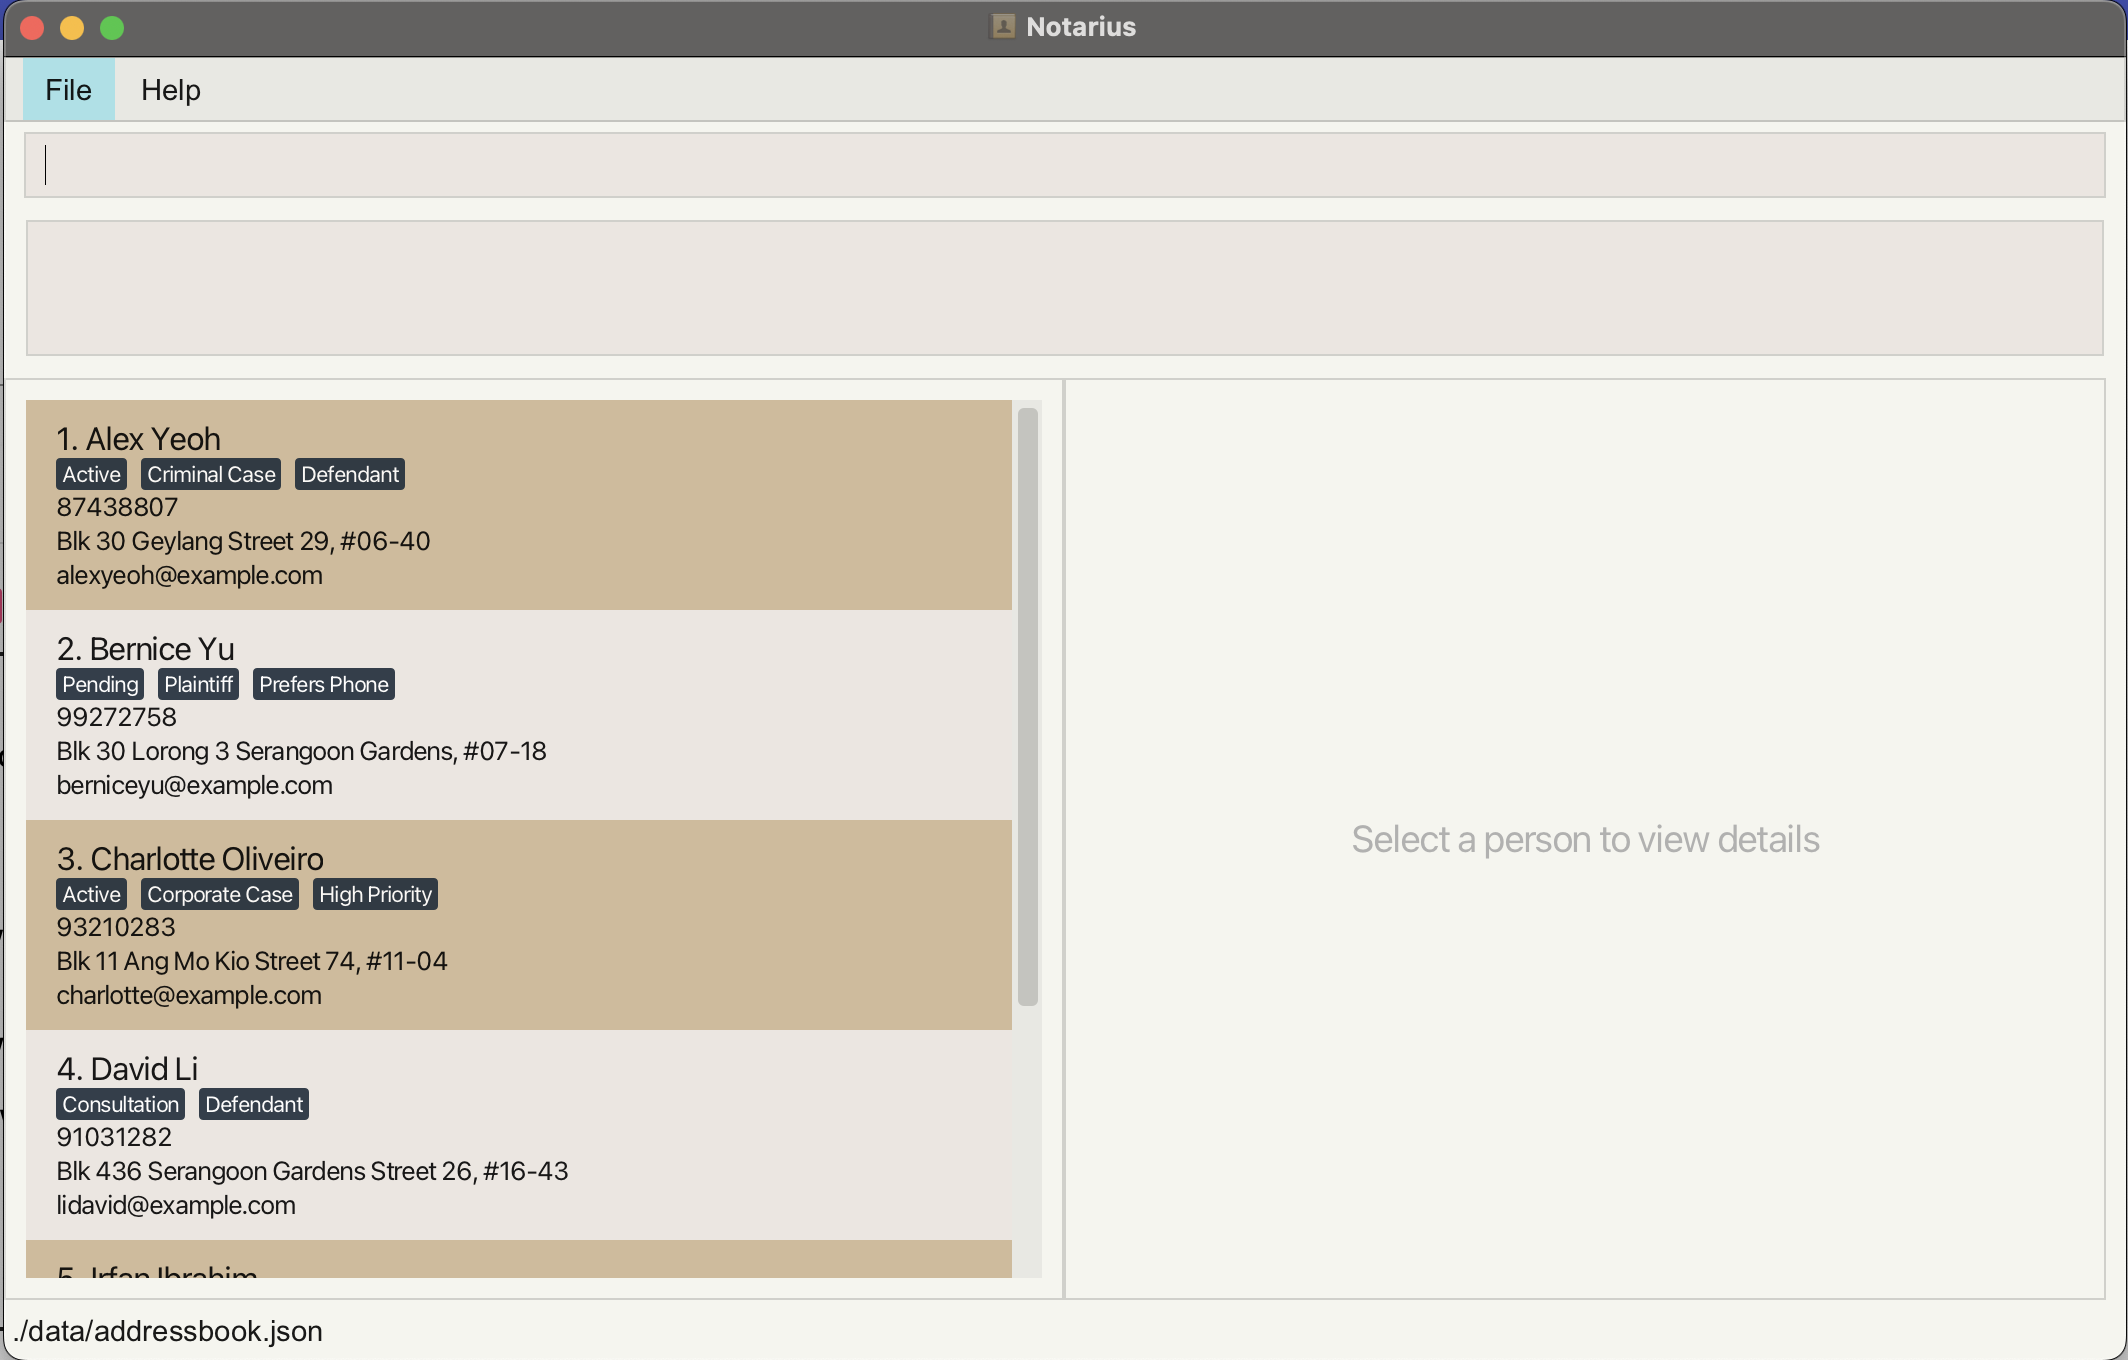 Notarius
File Help
1. Alex Yeoh
Active Criminal Case Defendant
87438807
Blk 30 Geylang Street 29, #06-40
alexyeoh@example.com
2. Bernice Yu
Pending Plaintiff Prefers Phone
99272758
Blk 30 Lorong 3 Serangoon Gardens, #07-18
berniceyu@example.com
3. Charlotte Oliveiro
Active Corporate Case High Priority
93210283
Blk 11 Ang Mo Kio Street 74, #11-04
charlotte@example.com
4. David Li
Consultation Defendant
91031282
Blk 436 Serangoon Gardens Street 26, #16-43
lidavid@example.com
5. Irfan Ibrahim
Select a person to view details
./data/addressbook.json